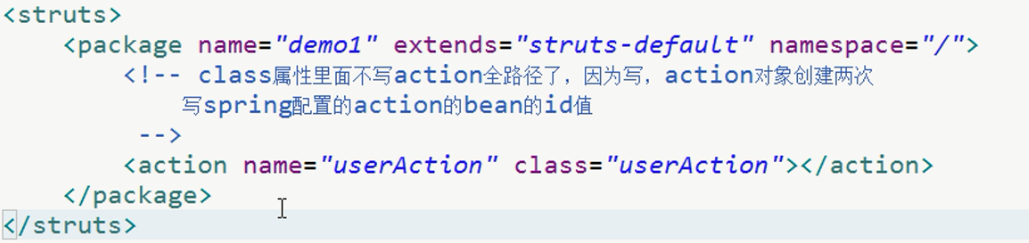 <struts>
<package name="demo1" extends="struts-default" namespace="/">
<!-- class属性里面不写action全路径了，因为写，action对象创建两次
写spring配置的action的bean的id值
-->
<action name="userAction" class="userAction"></action>
</package>
</struts>